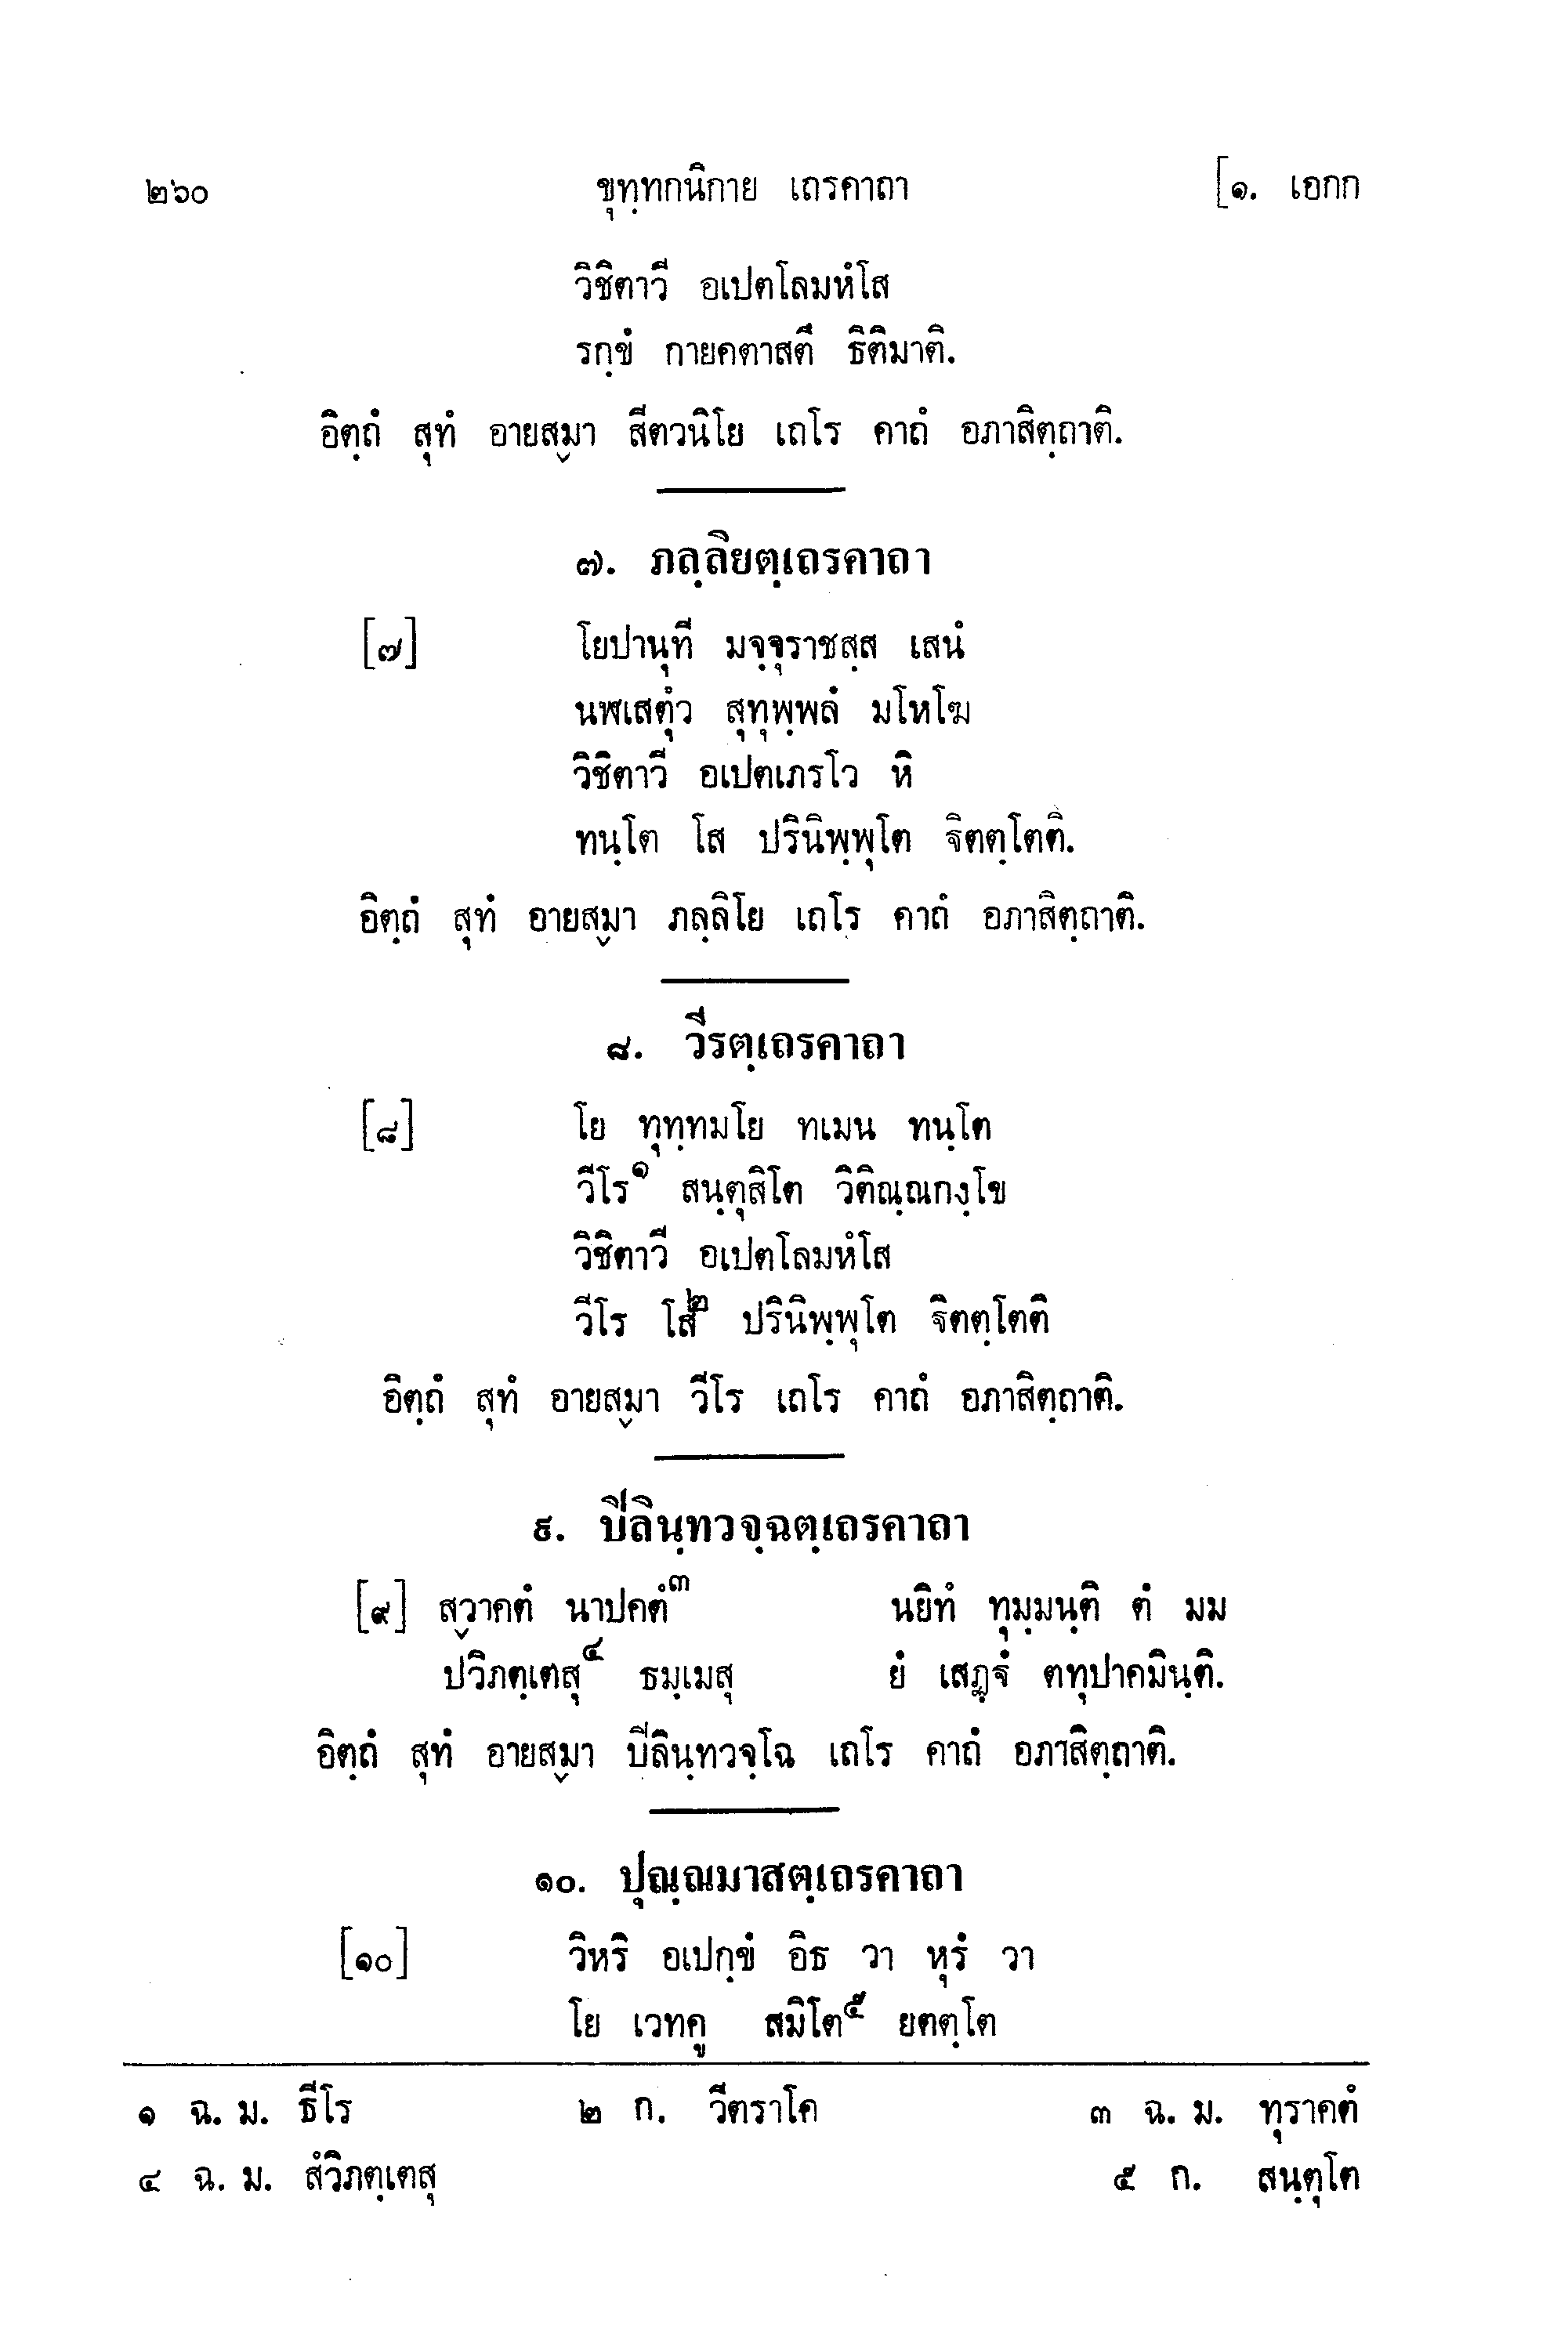 ๒๖๐ ขุทฺทกนิกาย เถรคาถา [๑. เอกก
วิชิตาวี อเปตโลมหํโส
รกฺขํ กายคตาสตึ ธิติมาติ.
อิตฺถํ สุทํ อายสฺมา สีตวนิโย เถโร คาถํ อภาสิตฺถาติ.
๗. ภลฺลิยตฺเถรคาถา
[๗] โยปานุที มจฺจุราชสฺส เสนํ
นฬเสตุํว สุทุพฺพลํ มโหโฆ
วิชิตาวี อเปตเภรโว หิ
ทนฺโต โส ปรินิพฺพุโต ฐิตตฺโตติ.
อิตฺถํ สุทํ อายสฺมา ภลฺลิโย เถโร คาถํ อภาสิตฺถาติ.
๘. วีรตฺเถรคาถา
[๘] โย ทุทฺทมโย ทเมน ทนฺโต
วีโร๑ สนฺตุสิโต วิติณฺณกงฺโข
วิชิตาวี อเปตโลมหํโส
วีโร โส๒ ปรินิพฺพุโต ฐิตตฺโตติ
อิตฺถํ สุทํ อายสฺมา วีโร เถโร คาถํ อภาสิตฺถาติ.
๙. ปิลินฺทวจฺฉตฺเถรคาถา
[๙] สฺวาคตํ นาปคตํ๓ นยิทํ ทุมฺมนฺติ ตํ มม
ปวิภตฺเตสุ๔ ธมฺเมสุ ยํ เสฏฺฐํ ตทุปาคมินฺติ.
อิตฺถํ สุทํ อายสฺมา ปิลินฺทวจฺโฉ เถโร คาถํ อภาสิตฺถาติ.
๑๐. ปุณฺณมาสตฺเถรคาถา
[๑๐] วิหริ อเปกฺขํ อิธ วา หุรํ วา
โย เวทคู สมิโต๕ ยตตฺโต
๑ ฉ. ม. ธีโร ๒ ก. วีตราโค ๓ ฉ. ม. ทุราคตํ
๔ ฉ. ม. สํวิภตฺเตสุ ๕ ก. สนฺตุโต